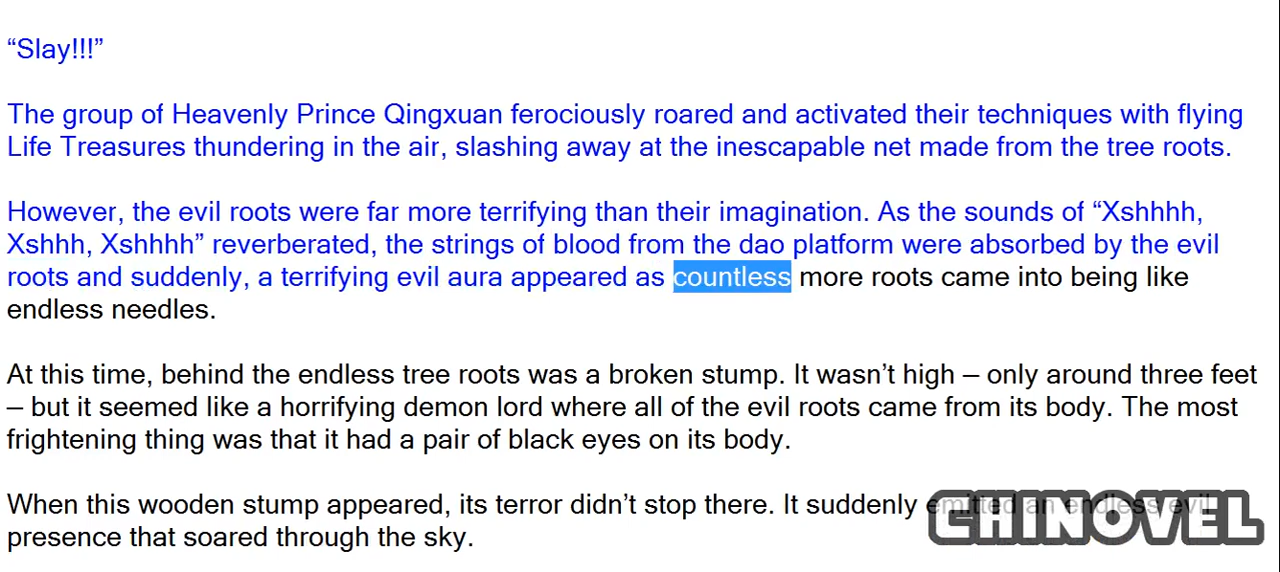 “Slay!!!”
The group of Heavenly Prince Qingxuan ferociously roared and activated their techniques with flying
Life Treasures thundering in the air, slashing away at the inescapable net made from the tree roots.
However, the evil roots were far more terrifying than their imagination. As the sounds of “Xshhhh,
Xshhh, Xshhhh” reverberated, the strings of blood from the dao platform were absorbed by the evil
roots and suddenly, a terrifying evil aura appeared as countless more roots came into being like
endless needles.
At this time, behind the endless tree roots was a broken stump. It wasn’t high – only around three feet
– but it seemed like a horrifying demon lord where all of the evil roots came from its body. The most
frightening thing was that it had a pair of black eyes on its body.
When this wooden stump appeared, its terror didn’t stop there. It suddenly emitted an endless evil
presence that soared through the sky.
CHINOVEL